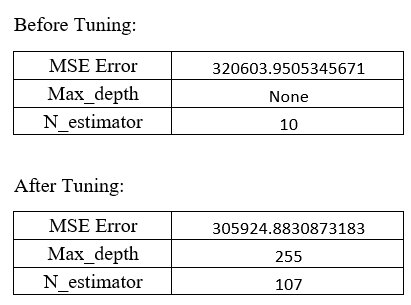 Before Tuning:
MSE Error 320603.9505345671
Max_depth None
N_estimator 10
After Tuning:
MSE Error 305924.8830873183
Max_depth 255
N_estimator 107